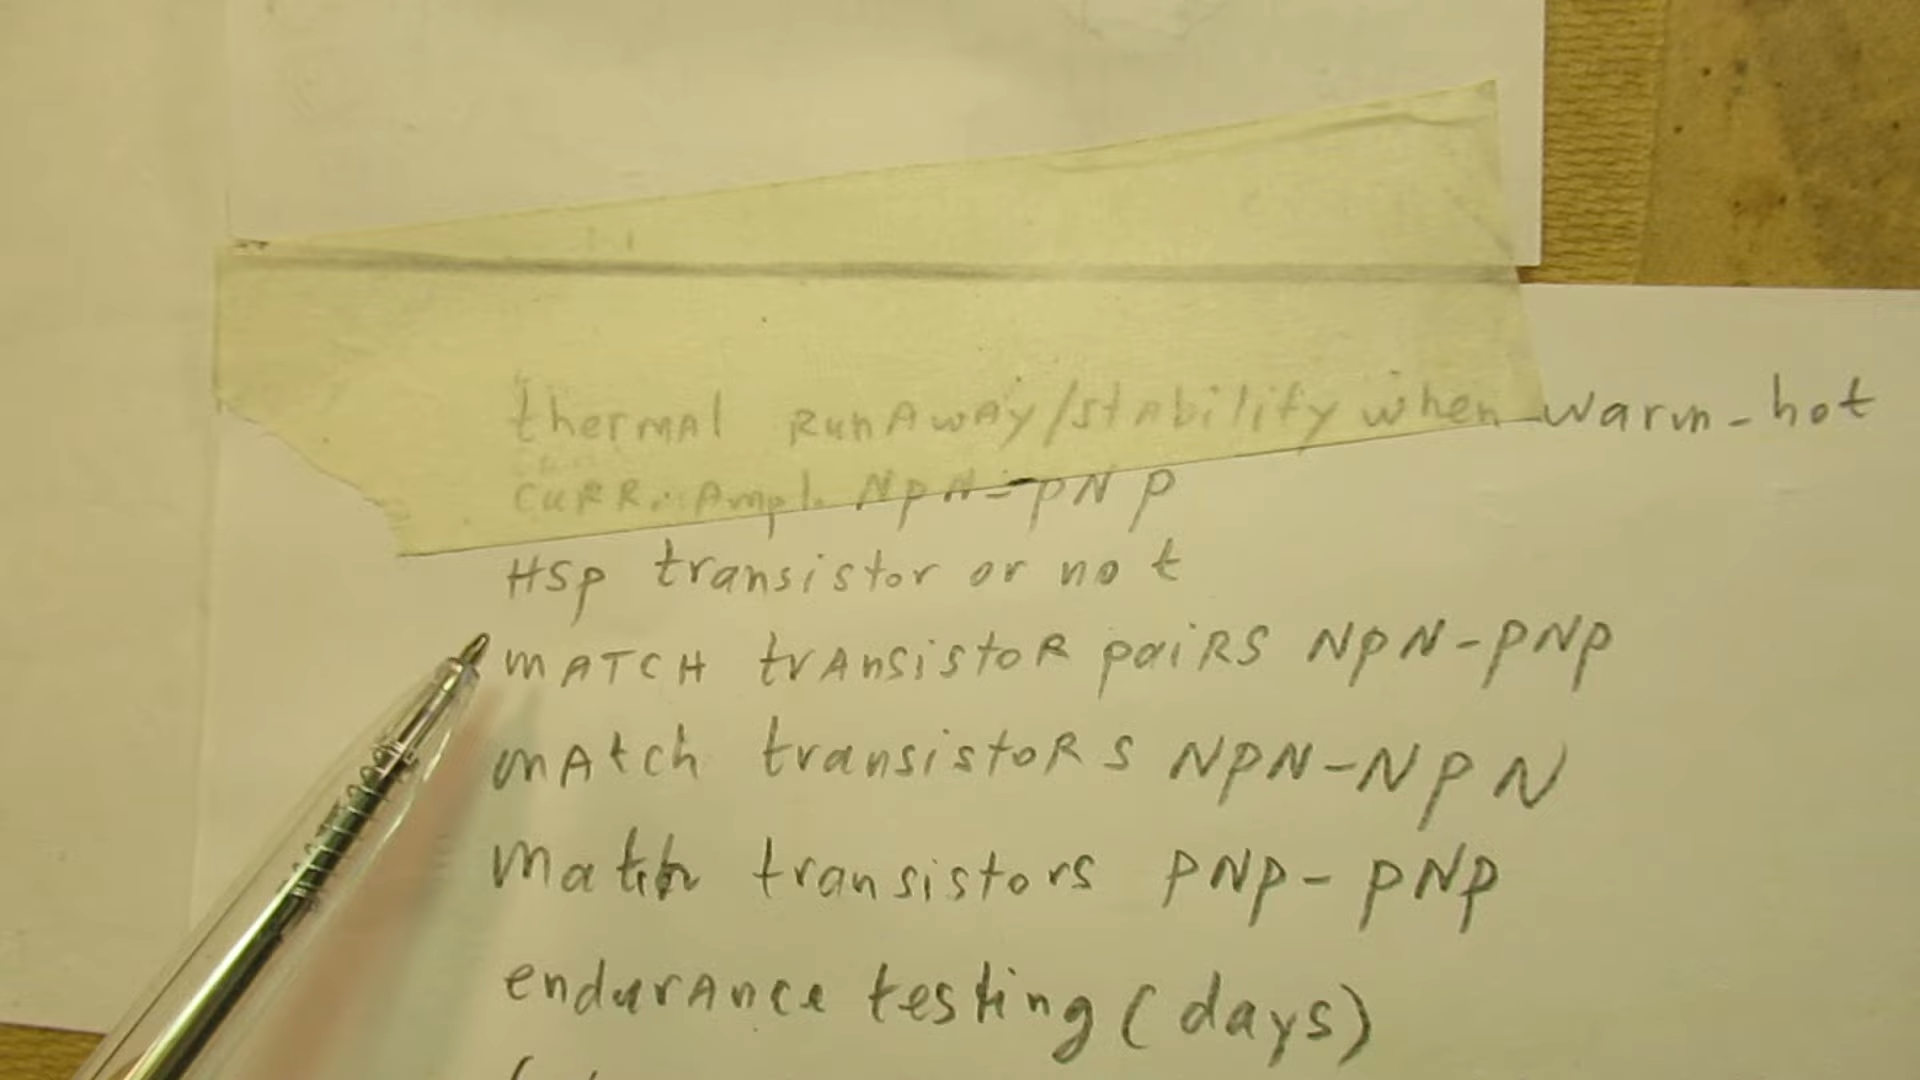 thermal RunAwAy/stAbility when warm-hot
CuRR. Ampl. NPN-PNP
HSp transistor or not
mATCH trAnsistoR paiRS NPN-PNP
mAtch transistoRs NPN-NPN
Match transistors PNP-PNP
endurAnce testing (days)